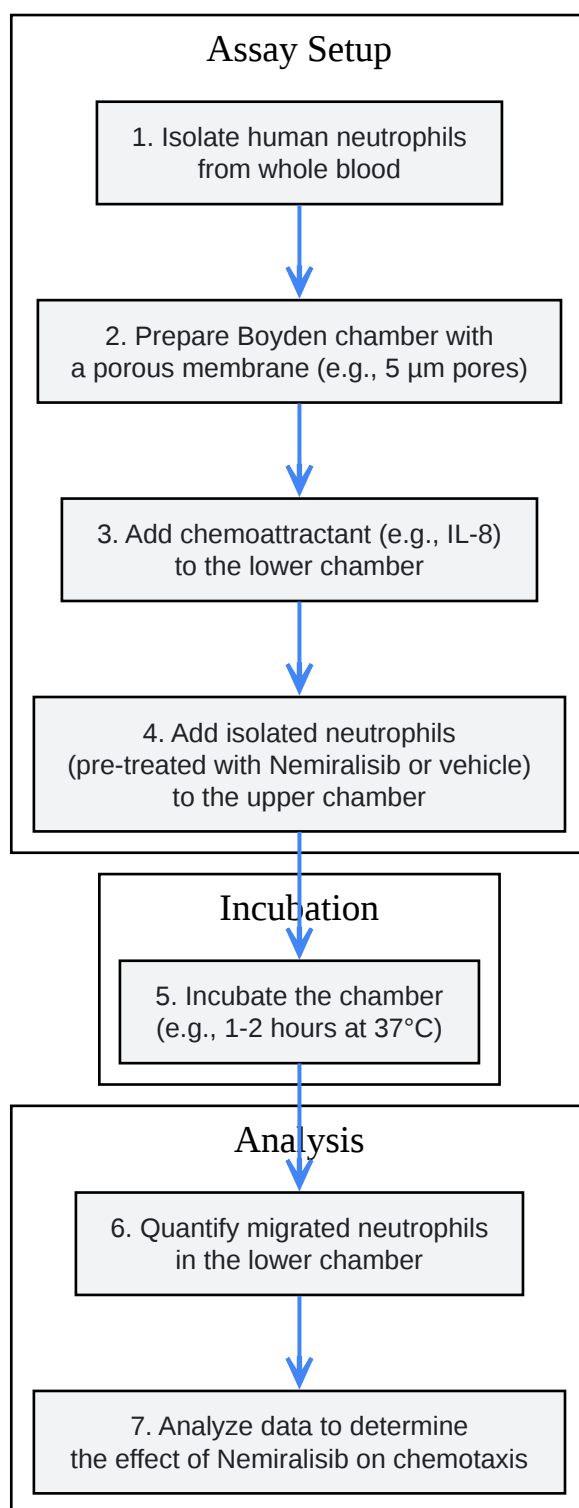 Assay Setup
1. Isolate human neutrophils
from whole blood
2. Prepare Boyden chamber with
a porous membrane (e.g., 5 µm pores)
3. Add chemoattractant (e.g., IL-8)
to the lower chamber
4. Add isolated neutrophils
(pre-treated with Nemiralisib or vehicle)
to the upper chamber
Incubation
5. Incubate the chamber
(e.g., 1-2 hours at 37°C)
Analysis
6. Quantify migrated neutrophils
in the lower chamber
7. Analyze data to determine
the effect of Nemiralisib on chemotaxis